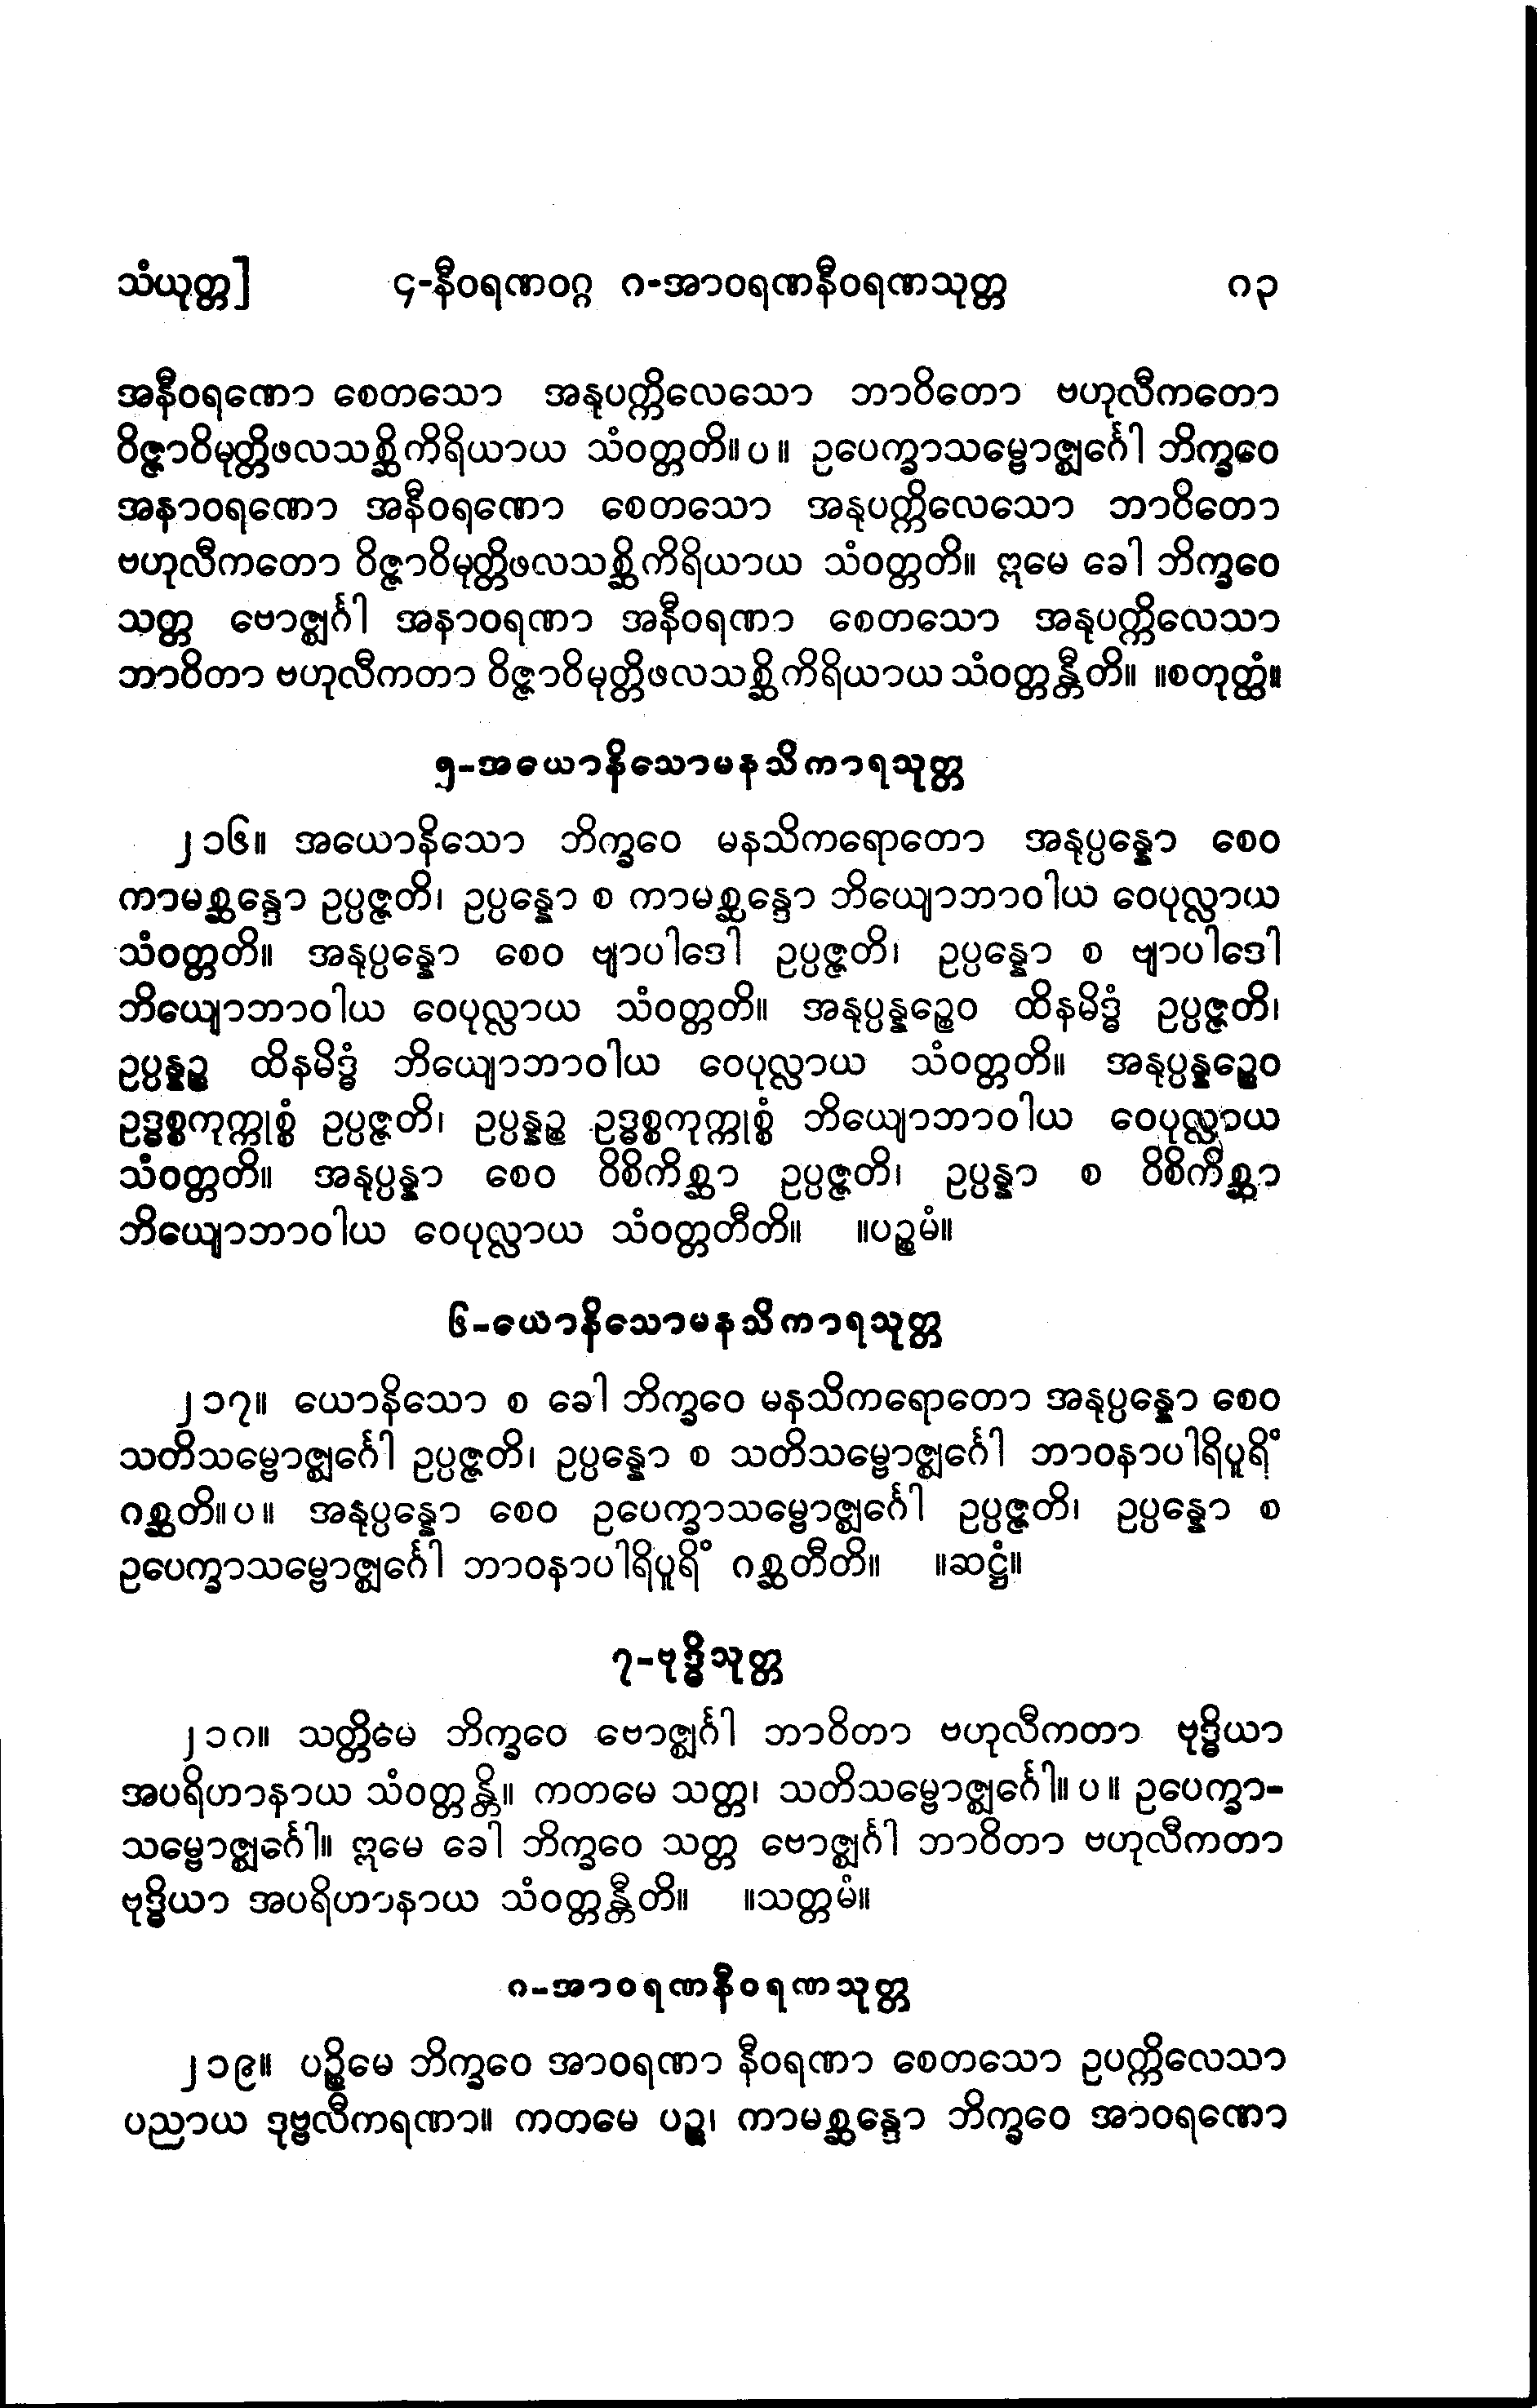 သံယုတ္တ] ၄-နီဝရဏဝဂ္ဂ ၈-အာဝရဏနီဝရဏသုတ္တ ၈၃
အနီဝရဏော စေတသော အနုပက္ကိလေသော ဘာဝိတော ဗဟုလီကတော
ဝိဇ္ဇာဝိမုတ္တိဖလသစ္ဆိကိရိယာယ သံဝတ္တတိ။ပ။ ဥပေက္ခာသမ္ဗောဇ္ဈင်္ဂေါ ဘိက္ခဝေ
အနာဝရဏော အနီဝရဏော စေတသော အနုပက္ကိလေသော ဘာဝိတော
ဗဟုလီကတော ဝိဇ္ဇာဝိမုတ္တိဖလသစ္ဆိကိရိယာယ သံဝတ္တတိ။ ဣမေ ခေါ ဘိက္ခဝေ
သတ္တ ဗောဇ္ဈင်္ဂါ အနာဝရဏာ အနီဝရဏာ စေတသော အနုပက္ကိလေသာ
ဘာဝိတာ ဗဟုလီကတာ ဝိဇ္ဇာဝိမုတ္တိဖလသစ္ဆိကိရိယာယ သံဝတ္တန္တီတိ။ ။စတုတ္ထံ။
၅-အယောနိသောမနသိကာရသုတ္တ
၂၁၆။ အယောနိသော ဘိက္ခဝေ မနသိကရောတော အနုပ္ပန္နော စေဝ
ကာမစ္ဆန္ဒော ဥပ္ပဇ္ဇတိ၊ ဥပ္ပန္နော စ ကာမစ္ဆန္ဒော ဘိယျောဘာဝါယ ဝေပုလ္လာယ
သံဝတ္တတိ။ အနုပ္ပန္နော စေဝ ဗျာပါဒေါ ဥပ္ပဇ္ဇတိ၊ ဥပ္ပန္နော စ ဗျာပါဒေါ
ဘိယျောဘာဝါယ ဝေပုလ္လာယ သံဝတ္တတိ။ အနုပ္ပန္နဉ္စေဝ ထိနမိဒ္ဓံ ဥပ္ပဇ္ဇတိ၊
ဥပ္ပန္နဉ္စ ထိနမိဒ္ဓံ ဘိယျောဘာဝါယ ဝေပုလ္လာယ သံဝတ္တတိ။ အနုပ္ပန္နဉ္စေဝ
ဥဒ္ဓစ္စကုက္ကုစ္စံ ဥပ္ပဇ္ဇတိ၊ ဥပ္ပန္နဉ္စ ဥဒ္ဓစ္စကုက္ကုစ္စံ ဘိယျောဘာဝါယ ဝေပုလ္လာယ
သံဝတ္တတိ။ အနုပ္ပန္နာ စေဝ ဝိစိကိစ္ဆာ ဥပ္ပဇ္ဇတိ၊ ဥပ္ပန္နာ စ ဝိစိကိစ္ဆာ
ဘိယျောဘာဝါယ ဝေပုလ္လာယ သံဝတ္တတီတိ။ ။ပဉ္စမံ။
၆-ယောနိသောမနသိကာရသုတ္တ
၂၁၇။ ယောနိသော စ ခေါ ဘိက္ခဝေ မနသိကရောတော အနုပ္ပန္နော စေဝ
သတိသမ္ဗောဇ္ဈင်္ဂေါ ဥပ္ပဇ္ဇတိ၊ ဥပ္ပန္နော စ သတိသမ္ဗောဇ္ဈင်္ဂေါ ဘာဝနာပါရိပူရိံ
ဂစ္ဆတိ။ပ။ အနုပ္ပန္နော စေဝ ဥပေက္ခာသမ္ဗောဇ္ဈင်္ဂေါ ဥပ္ပဇ္ဇတိ၊ ဥပ္ပန္နော စ
ဥပေက္ခာသမ္ဗောဇ္ဈင်္ဂေါ ဘာဝနာပါရိပူရိံ ဂစ္ဆတီတိ။ ။ဆဋ္ဌံ။
၇-ဗုဒ္ဓိသုတ္တ
၂၁၈။ သတ္တိမေ ဘိက္ခဝေ ဗောဇ္ဈင်္ဂါ ဘာဝိတာ ဗဟုလီကတာ ဗုဒ္ဓိယာ
အပရိဟာနာယ သံဝတ္တန္တိ။ ကတမေ သတ္တ၊ သတိသမ္ဗောဇ္ဈင်္ဂေါ။ပ။ ဥပေက္ခာ-
သမ္ဗောဇ္ဈင်္ဂေါ။ ဣမေ ခေါ ဘိက္ခဝေ သတ္တ ဗောဇ္ဈင်္ဂါ ဘာဝိတာ ဗဟုလီကတာ
ဗုဒ္ဓိယာ အပရိဟာနာယ သံဝတ္တန္တီတိ။ ။သတ္တမံ။
၈-အာဝရဏနီဝရဏသုတ္တ
၂၁၉။ ပဉ္စိမေ ဘိက္ခဝေ အာဝရဏာ နီဝရဏာ စေတသော ဥပက္ကိလေသာ
ပညာယ ဒုဗ္ဗလီကရဏာ။ ကတမေ ပဉ္စ၊ ကာမစ္ဆန္ဒော ဘိက္ခဝေ အာဝရဏော